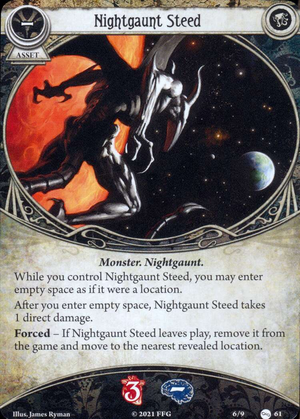 Nightgaunt Steed
ASSET
Monster. Nightgaunt.
While you control Nightgaunt Steed, you may enter
empty space as if it were a location.
After you enter empty space, Nightgaunt Steed takes
1 direct damage.
Forced – If Nightgaunt Steed leaves play, remove it from
the game and move to the nearest revealed location.
3
Illus. James Ryman
© 2021 FFG
6/9
61